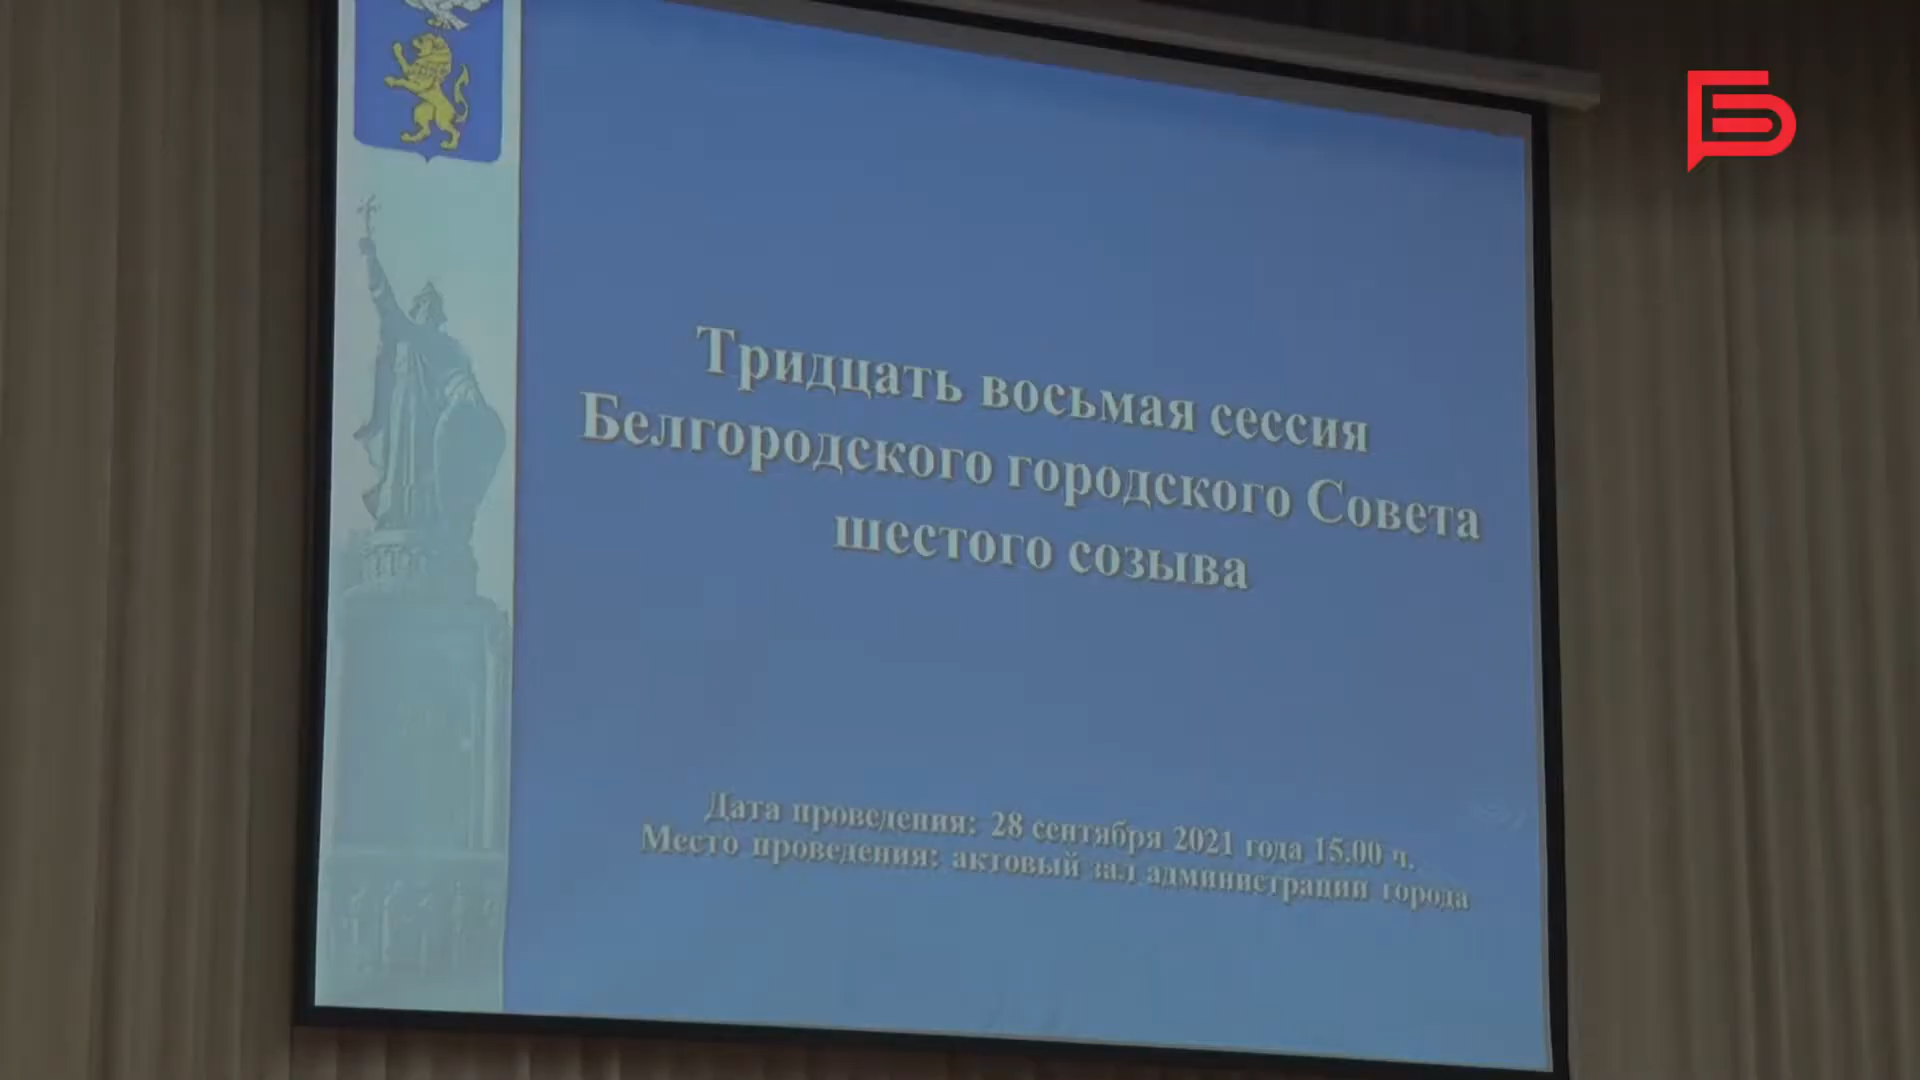 Тридцать восьмая сессия
Белгородского городского Совета
шестого созыва
Дата проведения: 28 сентября 2021 года 15.00 ч.
Место проведения: актовый зал администрации города